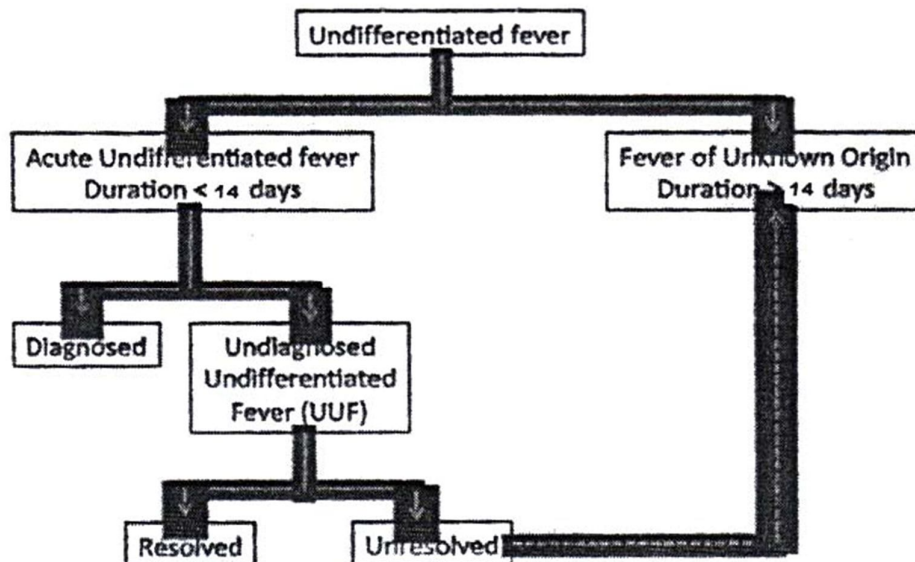 Undifferentiated fever
Acute Undifferentiated fever
Duration < 14 days
Fever of Unknown Origin
Duration > 14 days
Diagnosed
Undiagnosed
Undifferentiated
Fever (UUF)
Resolved
Unresolved